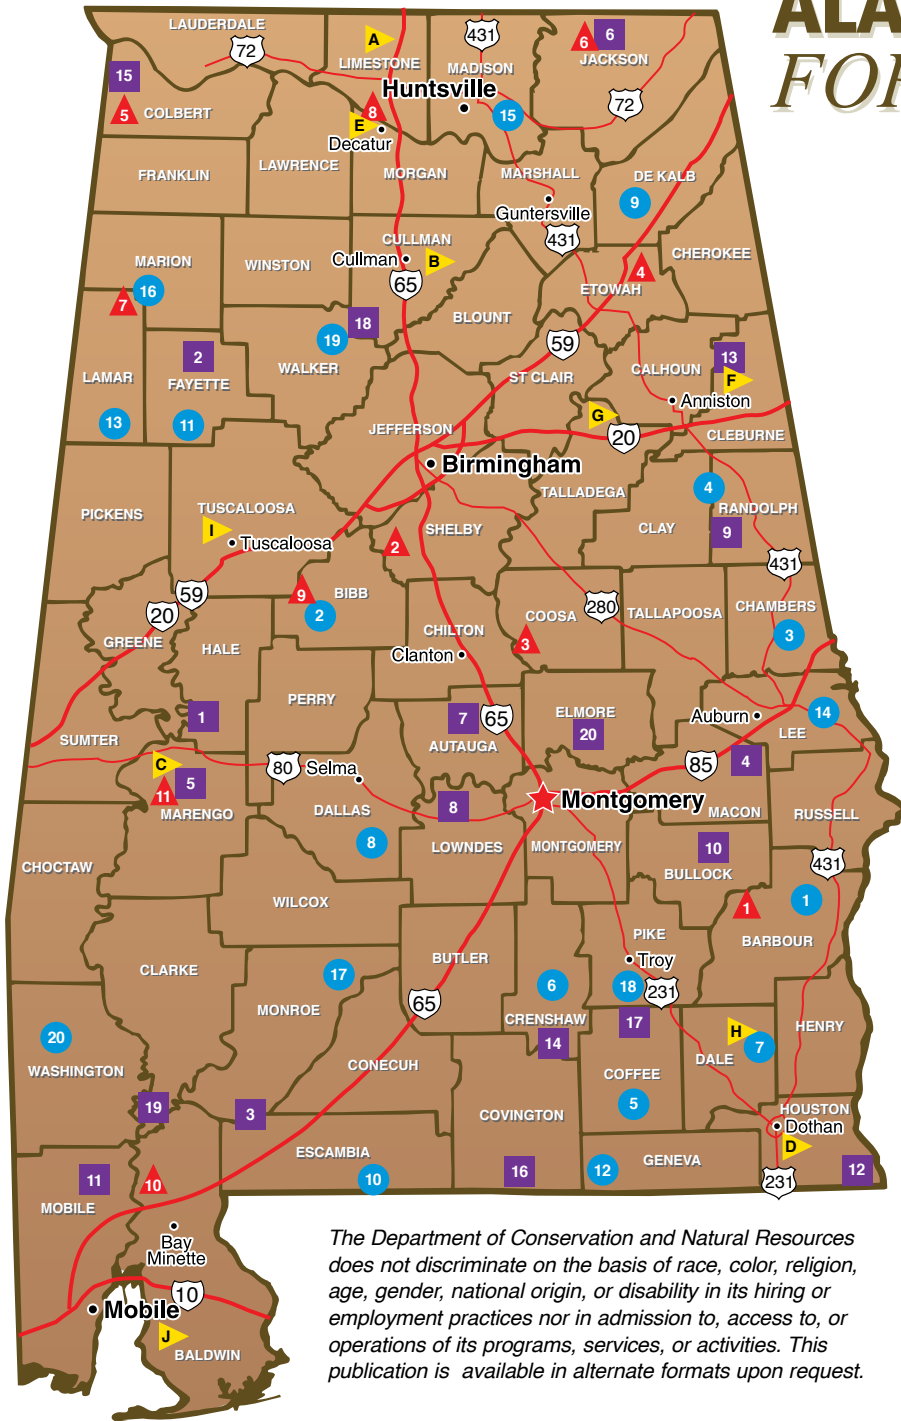 ALA
FOR
LAUDERDALE
72
A
LIMESTONE
431
MADISON
6
6
JACKSON
15
5
COLBERT
Huntsville
8
E
Decatur
15
72
FRANKLIN
LAWRENCE
MORGAN
MARSHALL
DE KALB
9
Guntersville
431
CHEROKEE
MARION
16
7
WINSTON
CULLMAN
Cullman
B
65
4
ETOWAH
BLOUNT
18
19
WALKER
59
2
FAYETTE
LAMAR
13
11
ST CLAIR
CALHOUN
13
F
Anniston
G
20
CLEBURNE
JEFFERSON
Birmingham
TALLADEGA
4
RANDOLPH
9
CLAY
PICKENS
TUSCALOOSA
I
Tuscaloosa
SHELBY
2
431
59
20
GREENE
HALE
9
BIBB
2
CHILTON
Clanton
COOSA
3
280
TALLAPOOSA
CHAMBERS
3
PERRY
1
SUMTER
7
65
AUTAUGA
ELMORE
20
Auburn
14
LEE
C
5
11
MARENGO
80
Selma
DALLAS
8
8
LOWNDES
Montgomery
MONTGOMERY
85
4
MACON
RUSSELL
CHOCTAW
10
BULLOCK
431
1
1
BARBOUR
WILCOX
CLARKE
BUTLER
PIKE
Troy
18
231
17
MONROE
65
6
CRENSHAW
14
17
COFFEE
5
H
7
DALE
HENRY
20
WASHINGTON
CONECUH
19
3
COVINGTON
HOUSTON
Dothan
D
ESCAMBIA
10
16
12
GENEVA
231
12
11
MOBILE
10
Bay
Minette
10
Mobile
J
BALDWIN
The Department of Conservation and Natural Resources
does not discriminate on the basis of race, color, religion,
age, gender, national origin, or disability in its hiring or
employment practices nor in admission to, access to, or
operations of its programs, services, or activities. This
publication is available in alternate formats upon request.